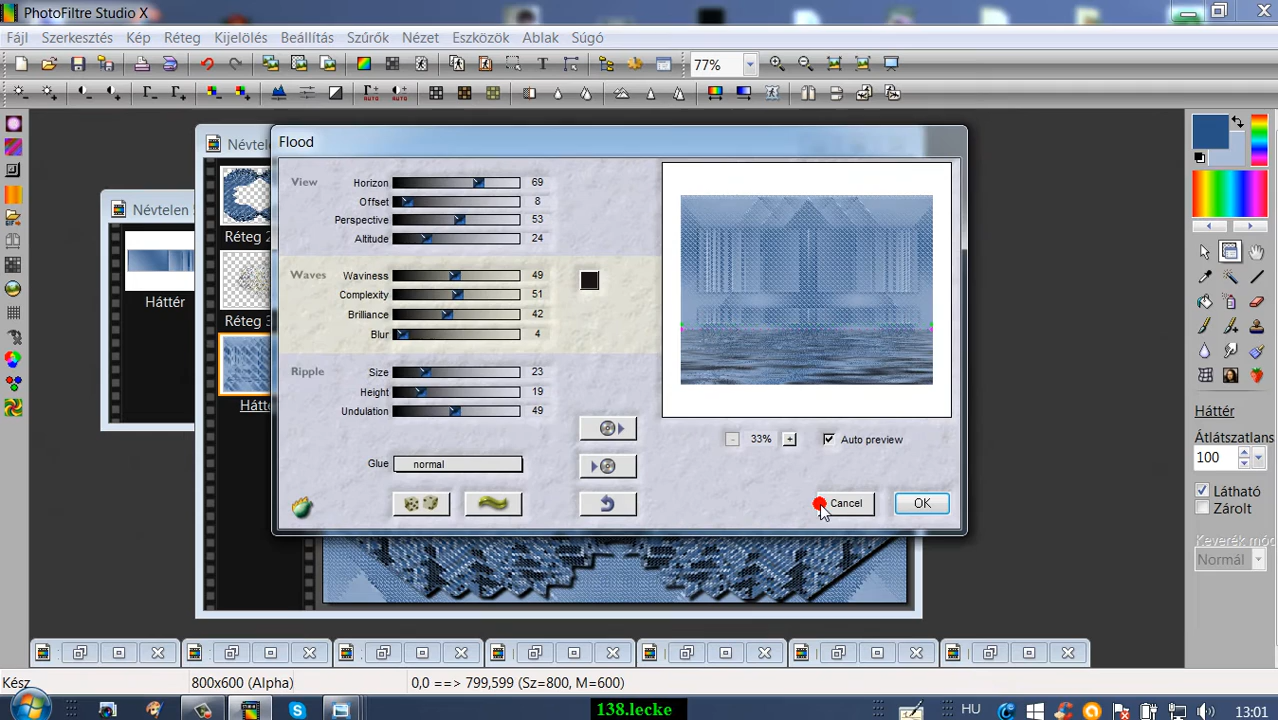 PhotoFiltre Studio X
Fájl Szerkesztés Kép Réteg Kijelölés Beállítás Szűrők Nézet Eszközök Ablak Súgó
77%
Névtelen
Névt
Flood
View
Horizon 69
Offset 8
Perspective 53
Altitude 24
Waves
Waviness 49
Complexity 51
Brilliance 42
Blur 4
Ripple
Size 23
Height 19
Undulation 49
Glue normal
33%
Auto preview
Cancel
OK
Háttér
Réteg 2
Réteg 3
Hátt
Háttér
Átlátszatlans
100
Látható
Zárolt
Keverék mód
Normál
Kész
800x600 (Alpha)
0,0 ==> 799,599 (Sz=800, M=600)
138.lecke
HU
13:01